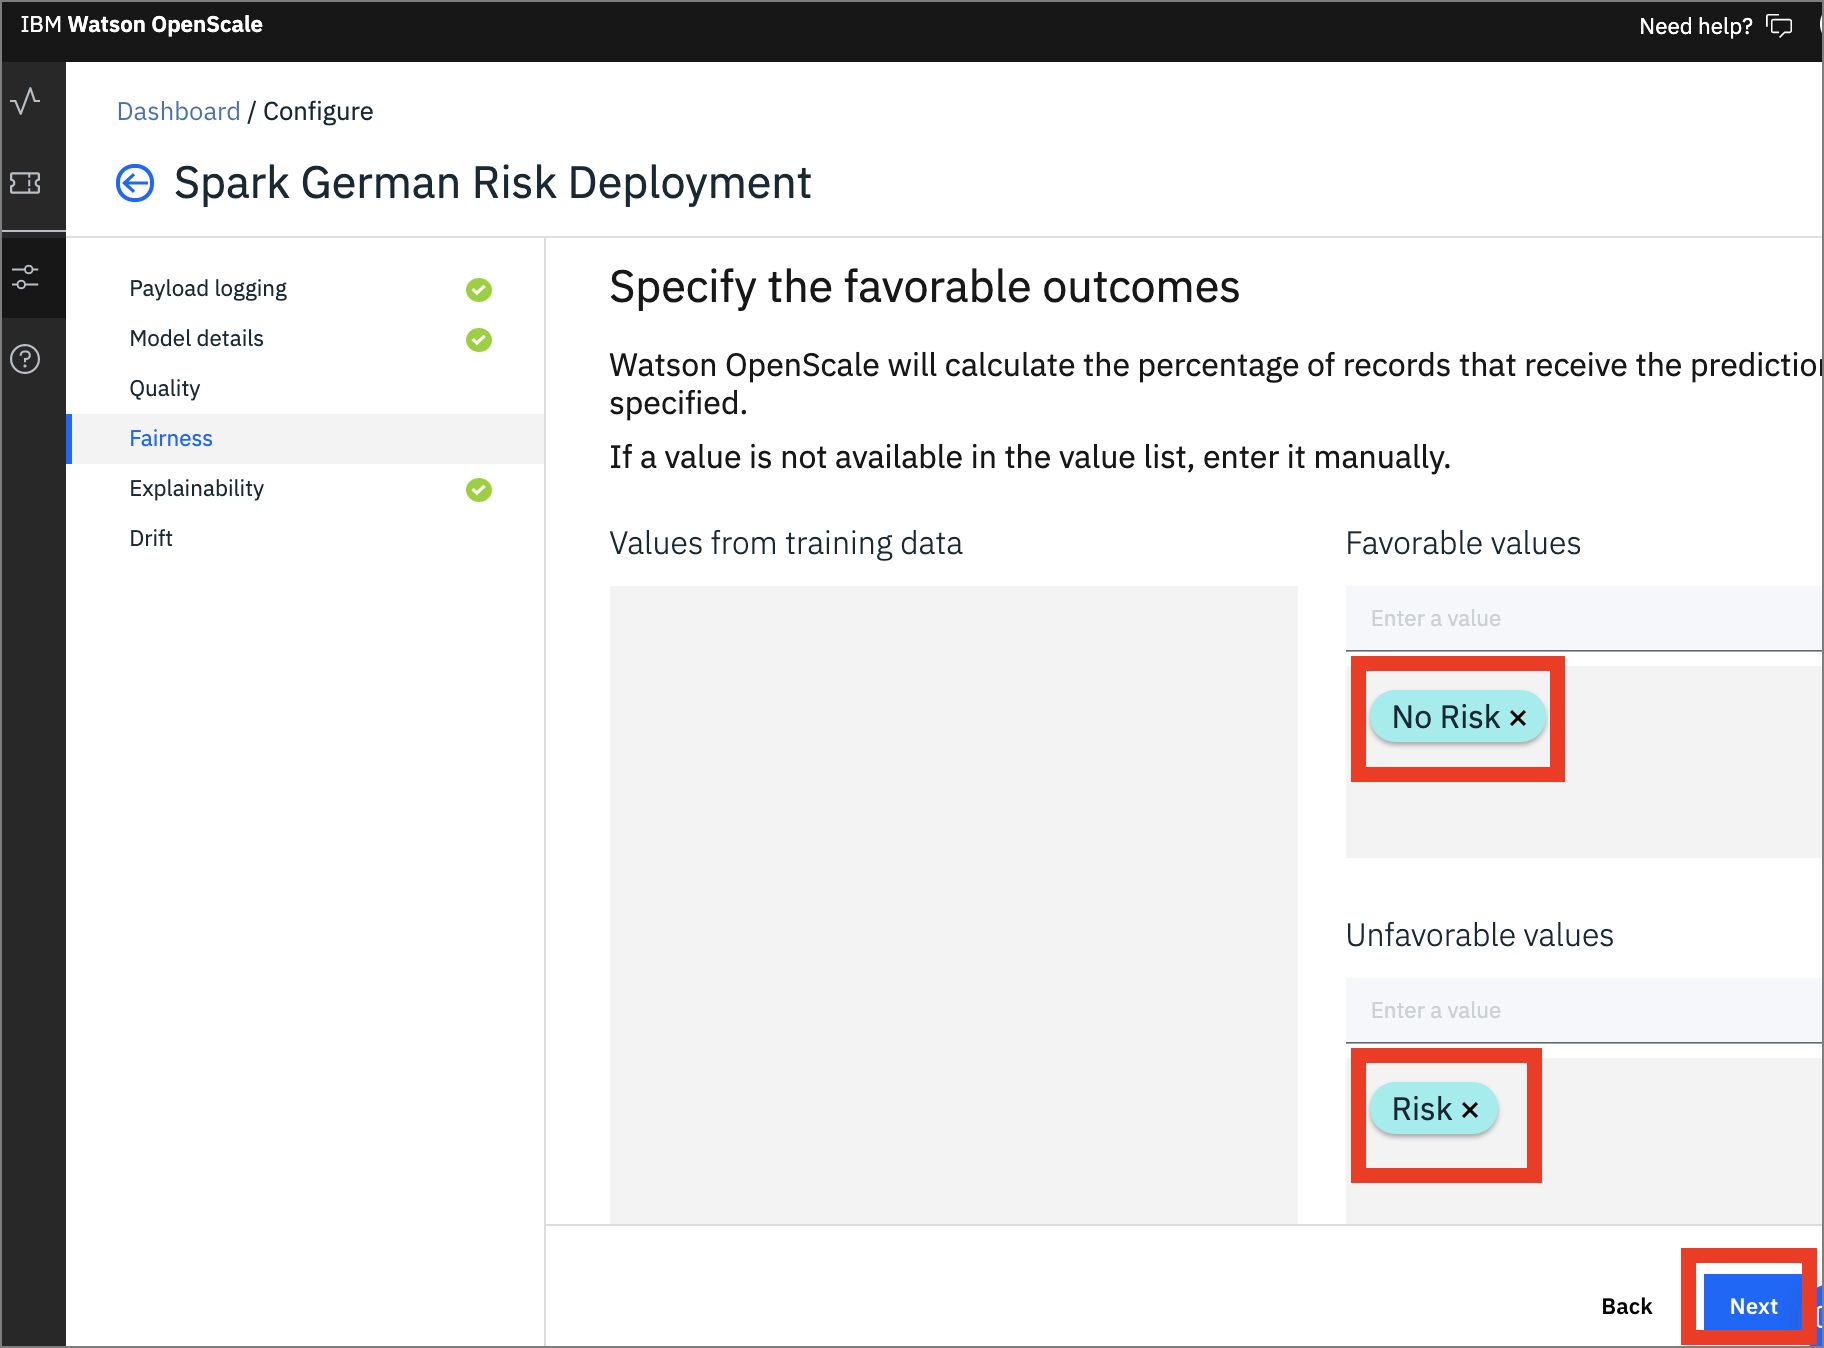 IBM Watson OpenScale
Need help?
Dashboard / Configure
Spark German Risk Deployment
Payload logging
Model details
Quality
Fairness
Explainability
Drift
Specify the favorable outcomes
Watson OpenScale will calculate the percentage of records that receive the prediction
specified.
If a value is not available in the value list, enter it manually.
Values from training data
Favorable values
Enter a value
No Risk ×
Unfavorable values
Enter a value
Risk ×
Back
Next